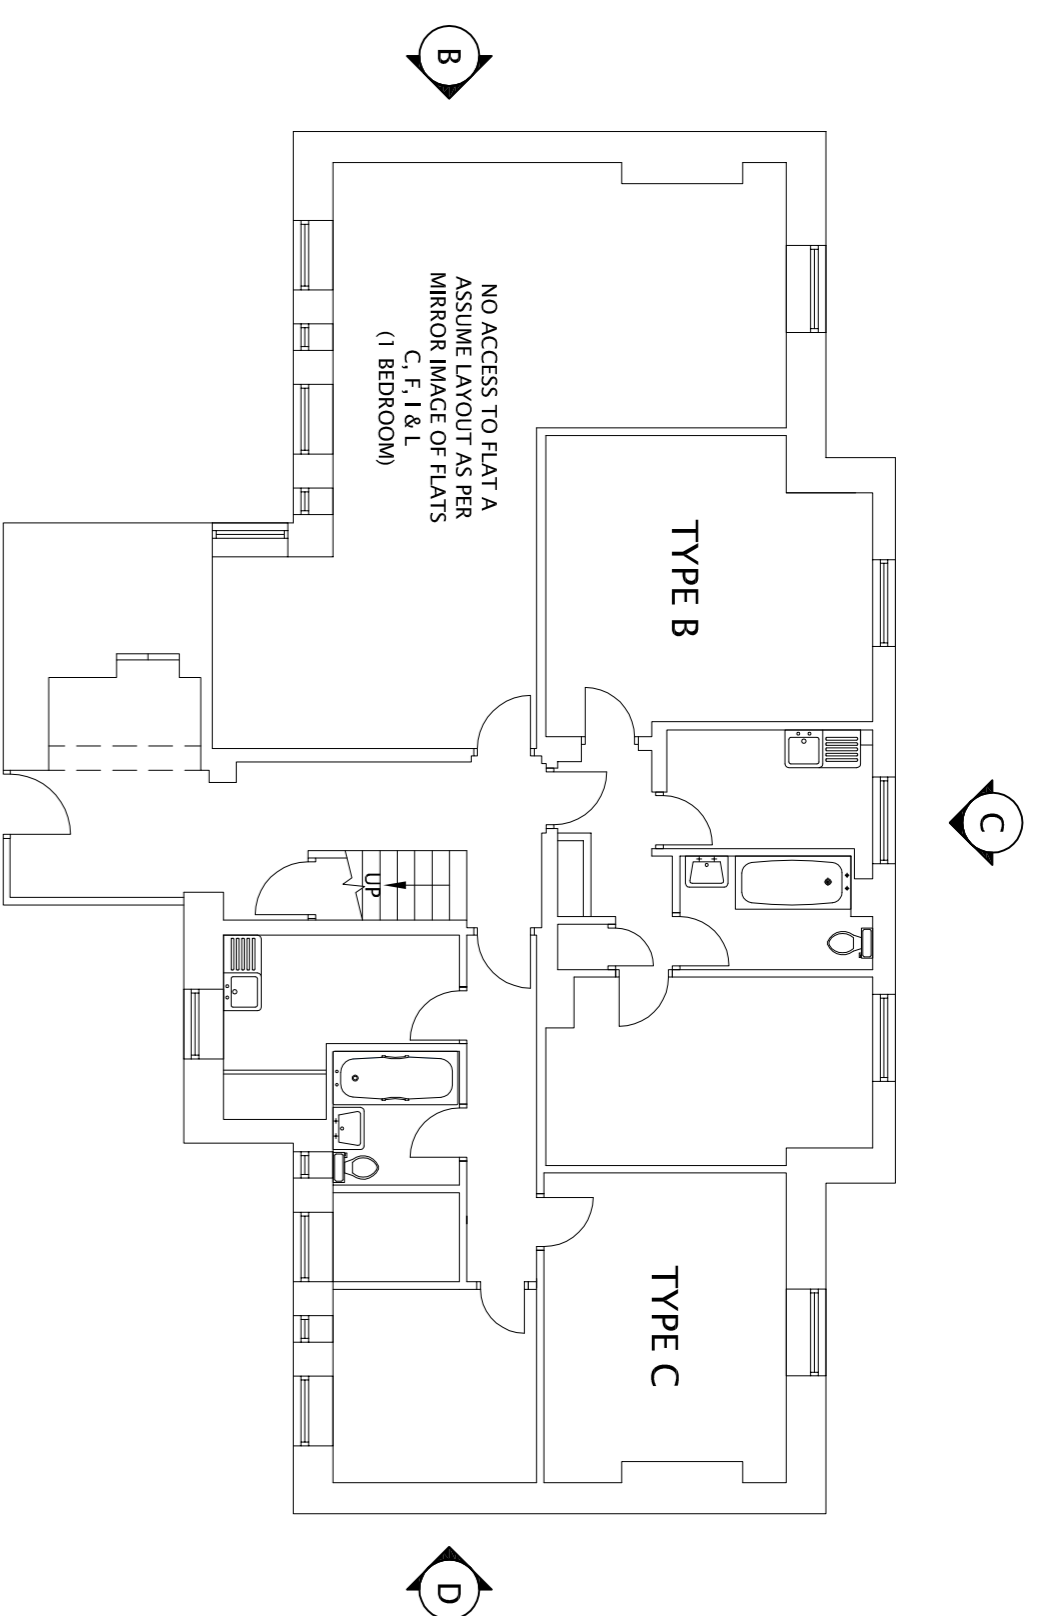 B
NO ACCESS TO FLAT A
ASSUME LAYOUT AS PER
MIRROR IMAGE OF FLATS
C, F, I & L
(1 BEDROOM)
TYPE B
C
UP
TYPE C
D